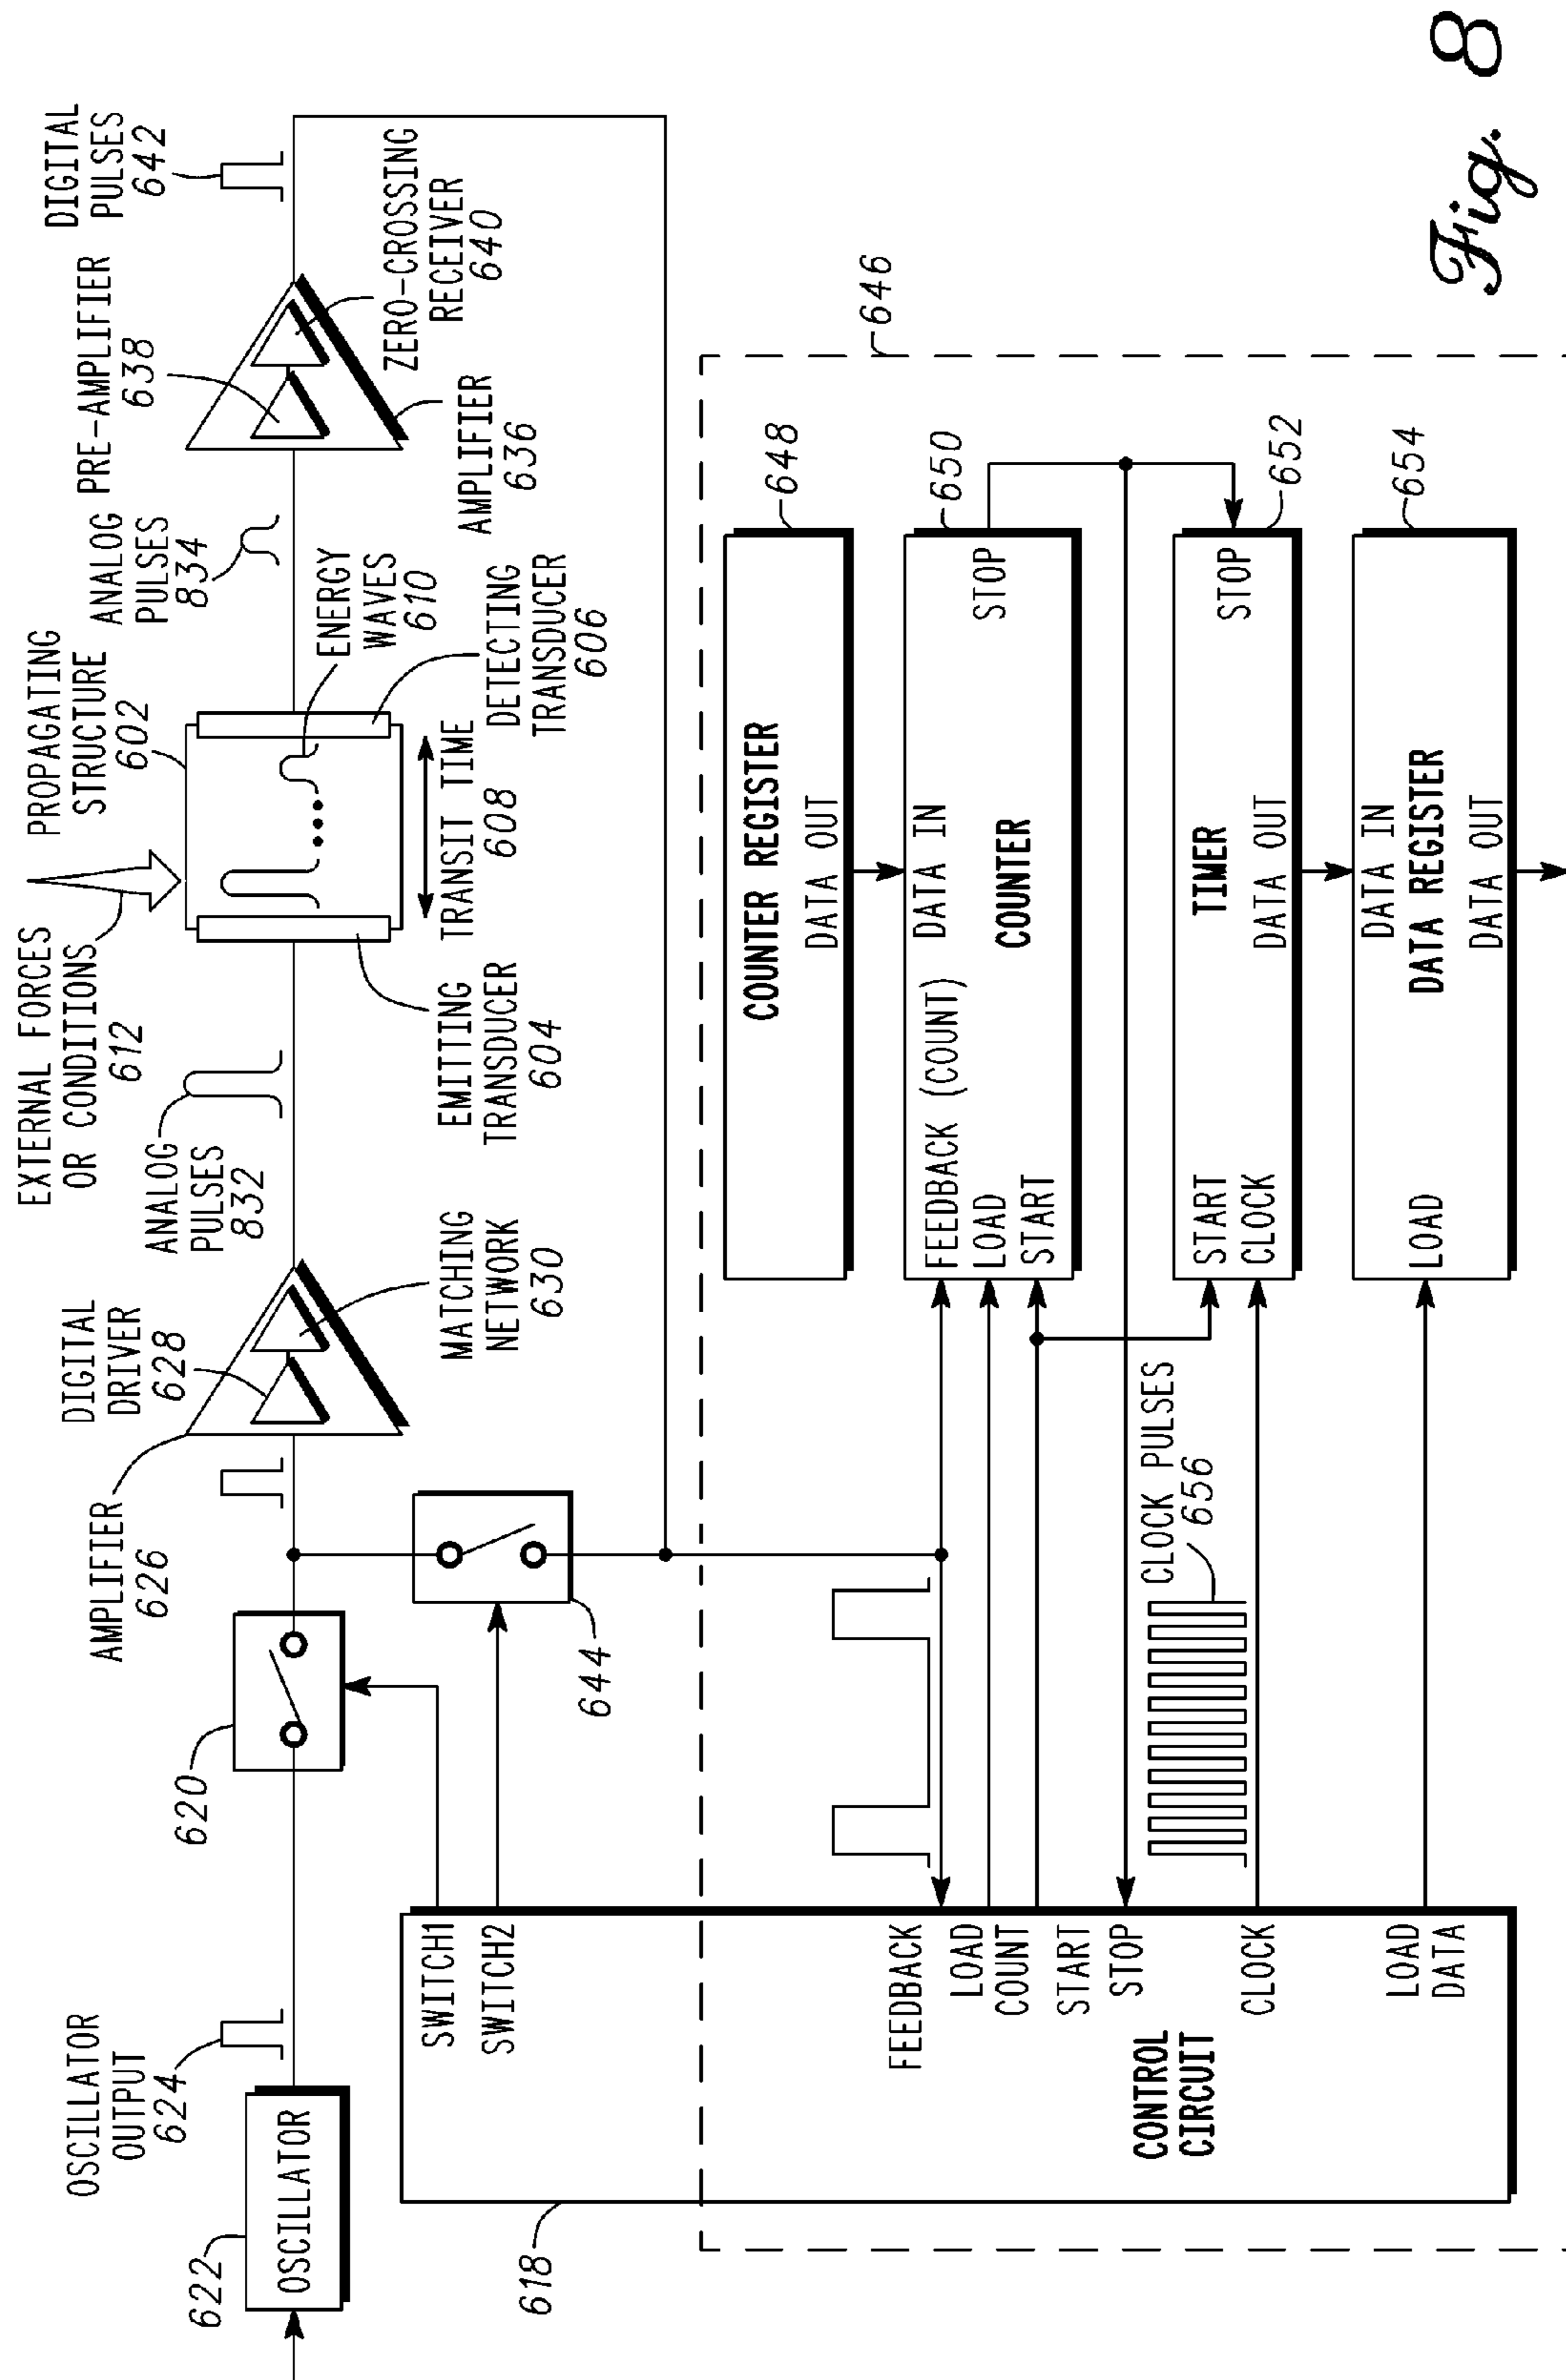 EXTERNAL FORCES
OR CONDITIONS
612
PROPAGATING
STRUCTURE
602
OSCILLATOR
OUTPUT
624
622
OSCILLATOR
620
AMPLIFIER
626
DIGITAL
DRIVER
628
MATCHING
NETWORK
630
ANALOG
PULSES
832
EMITTING
TRANSDUCER
604
TRANSIT TIME
608
DETECTING
TRANSDUCER
606
ENERGY
WAVES
610
ANALOG
PULSES
834
PRE-AMPLIFIER
638
AMPLIFIER
636
ZERO-CROSSING
RECEIVER
640
DIGITAL
PULSES
642
644
646
618
SWITCH1
SWITCH2
FEEDBACK
LOAD
COUNT
START
STOP
CLOCK
LOAD
DATA
CONTROL
CIRCUIT
CLOCK PULSES
656
COUNTER REGISTER
DATA OUT
648
FEEDBACK (COUNT)
LOAD
START
DATA IN
COUNTER
STOP
650
START
CLOCK
TIMER
DATA OUT
STOP
652
LOAD
DATA IN
DATA REGISTER
DATA OUT
654
Fig. 8